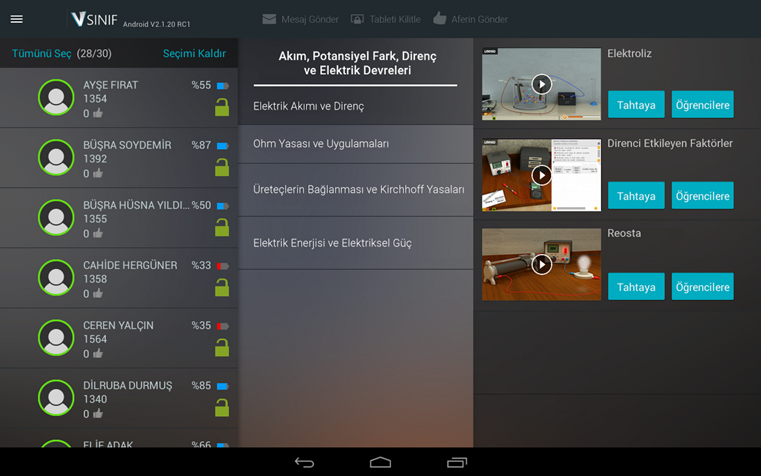 VSINIF Android V2.1.20 RC1
Mesaj Gönder
Tableti Kilitle
Aferin Gönder
Tümünü Seç (28/30)
Seçimi Kaldır
AYŞE FIRAT %55
1354
0
BÜŞRA SOYDEMİR %87
1392
0
BÜŞRA HÜSNA YILDI... %50
1355
0
CAHİDE HERGÜNER %33
1358
0
CEREN YALÇIN %35
1564
0
DİLRUBA DURMUŞ %85
1340
0
ELİF ADAK %66
Akım, Potansiyel Fark, Direnç
ve Elektrik Devreleri
Elektrik Akımı ve Direnç
Ohm Yasası ve Uygulamaları
Üreteçlerin Bağlanması ve Kirchhoff Yasaları
Elektrik Enerjisi ve Elektriksel Güç
Elektroliz
Tahtaya
Öğrencilere
Direnci Etkileyen Faktörler
Tahtaya
Öğrencilere
Reosta
Tahtaya
Öğrencilere